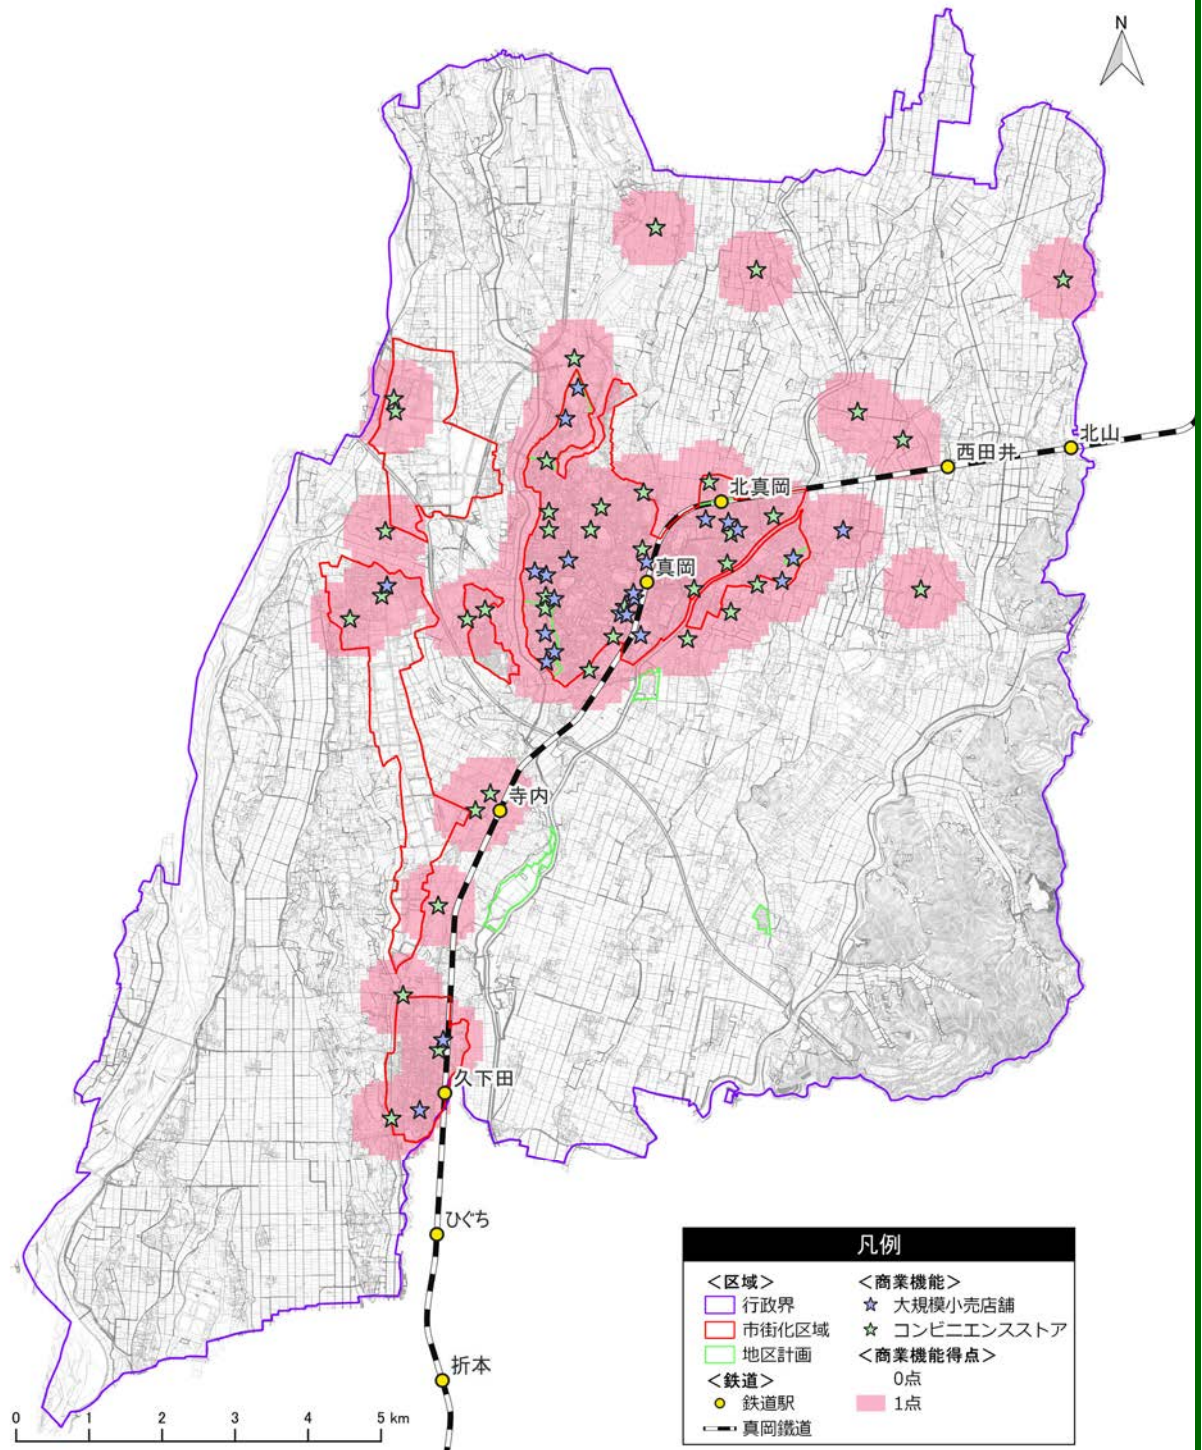 N
北山
西田井
北真岡
真岡
寺内
久下田
ひぐち
折本
0 1 2 3 4 5 km
凡例
<区域>
行政界
市街化区域
地区計画
<鉄道>
鉄道駅
真岡鐵道
<商業機能>
大規模小売店舗
コンビニエンスストア
<商業機能得点>
0点
1点